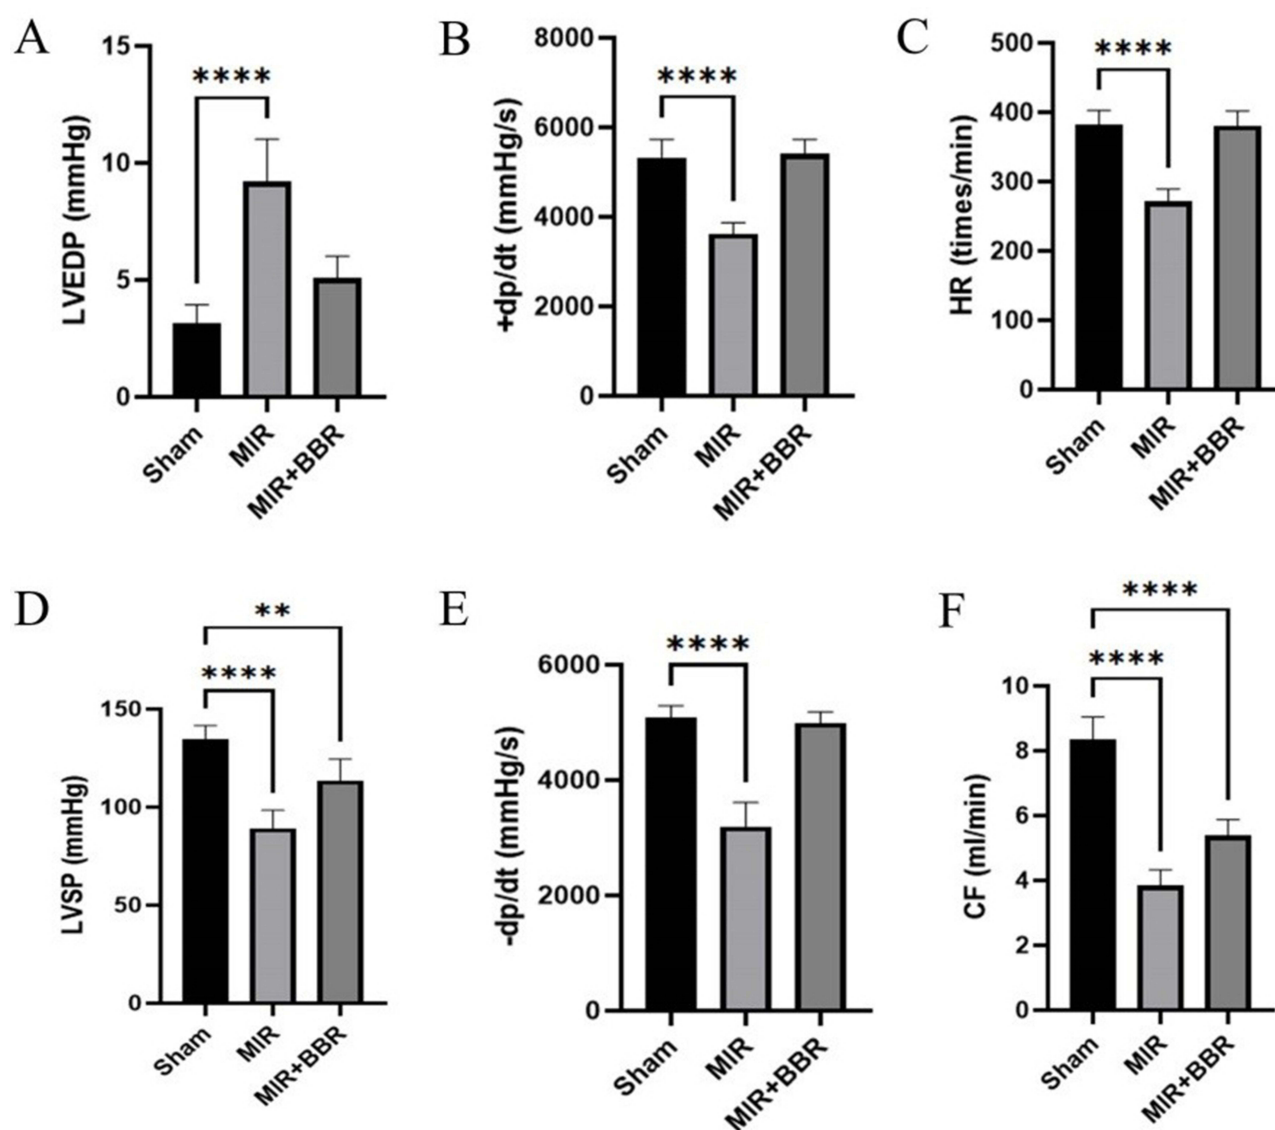 A
LVEDP (mmHg)
15
10
5
0
****
Sham
MIR
MIR+BBR
B
+dp/dt (mmHg/s)
8000
6000
4000
2000
0
****
Sham
MIR
MIR+BBR
C
HR (times/min)
500
400
300
200
100
0
****
Sham
MIR
MIR+BBR
D
LVSP (mmHg)
150
100
50
0
**
****
Sham
MIR
MIR+BBR
E
-dp/dt (mmHg/s)
6000
4000
2000
0
****
Sham
MIR
MIR+BBR
F
CF (ml/min)
10
8
6
4
2
0
****
****
Sham
MIR
MIR+BBR